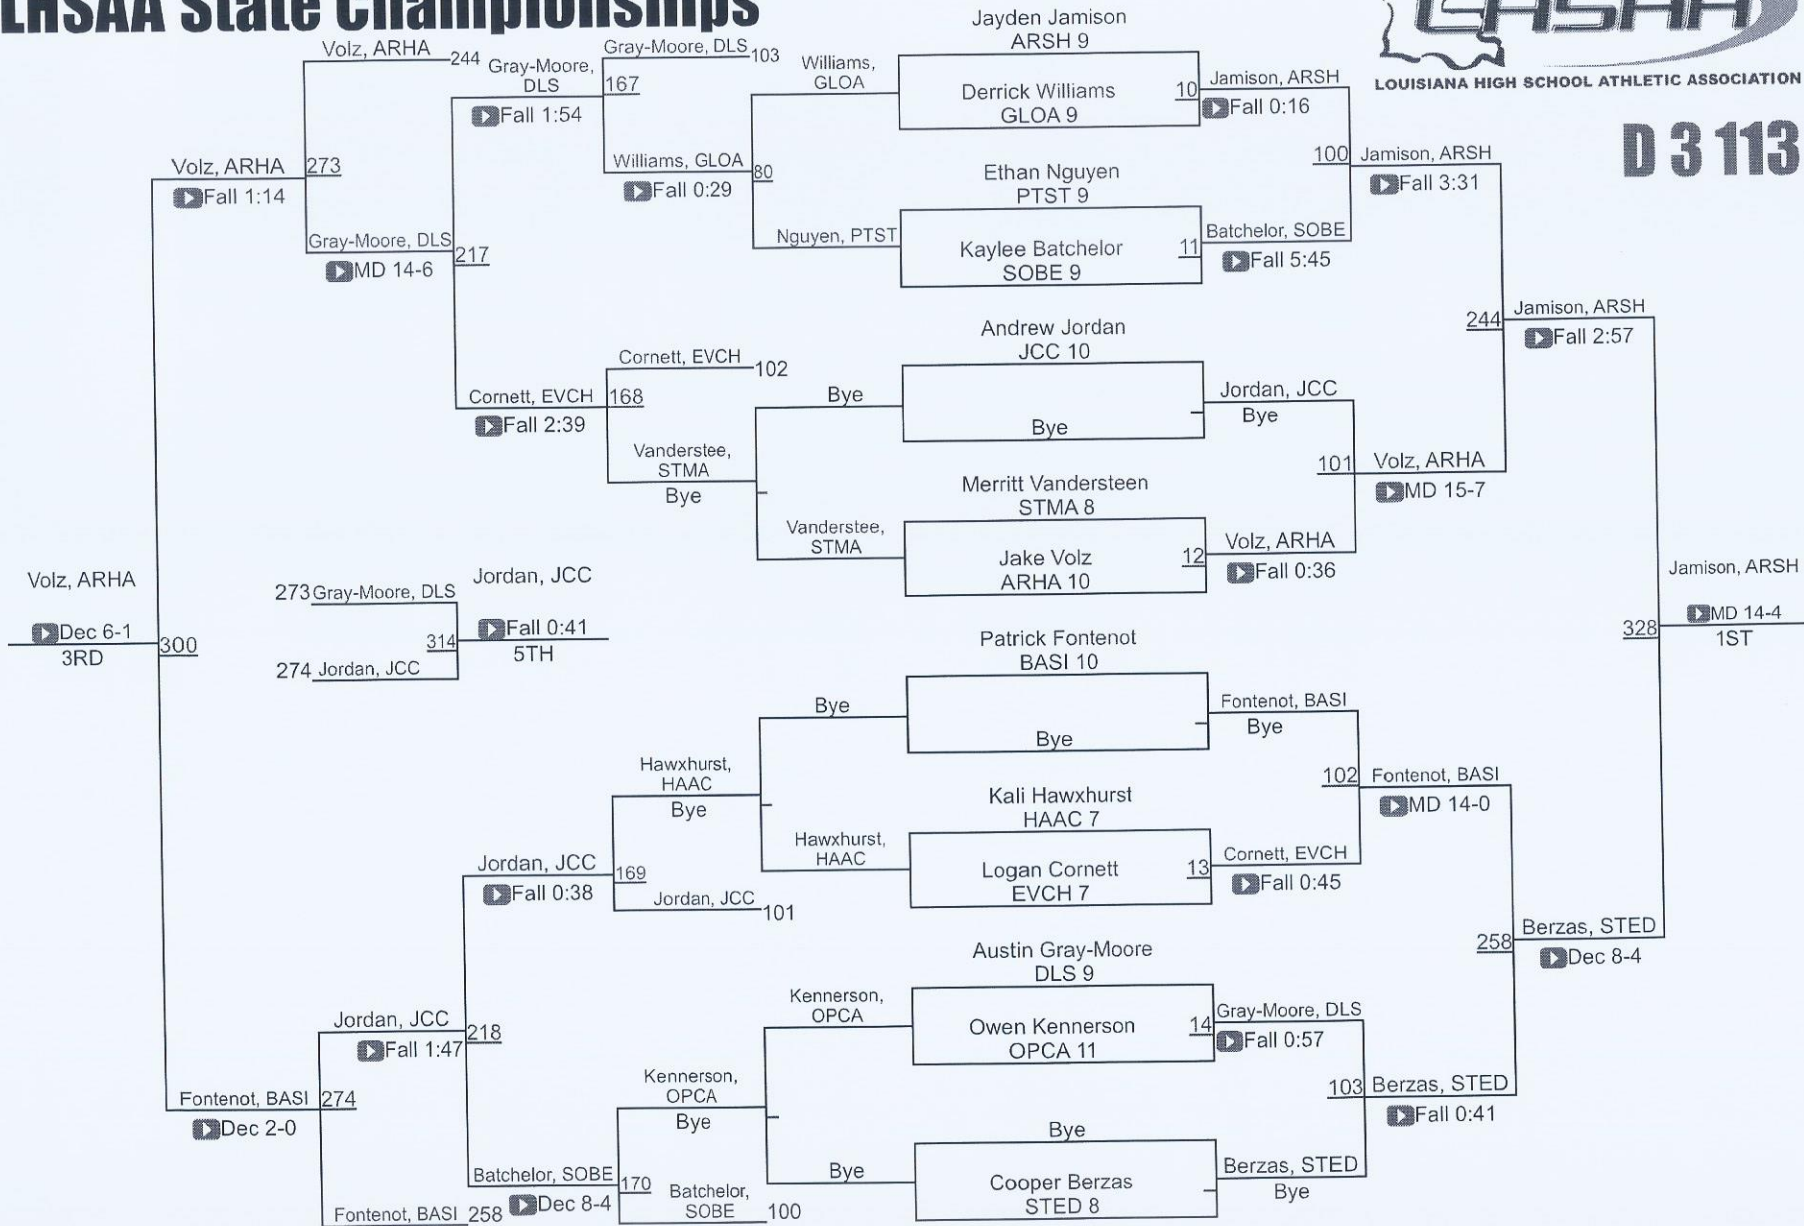 LHSAA State Championships
LHSAA
LOUISIANA HIGH SCHOOL ATHLETIC ASSOCIATION
D 3 113
Volz, ARHA
244
Volz, ARHA
273
Fall 1:14
Gray-Moore, DLS
217
MD 14-6
Gray-Moore,
DLS
167
Fall 1:54
Cornett, EVCH
168
Fall 2:39
Gray-Moore, DLS
103
Williams, GLOA
80
Fall 0:29
Cornett, EVCH
102
Vanderstee,
STMA
Bye
Williams,
GLOA
Nguyen, PTST
Bye
Vanderstee,
STMA
Jayden Jamison
ARSH 9
Derrick Williams
GLOA 9
10
Ethan Nguyen
PTST 9
Kaylee Batchelor
SOBE 9
11
Andrew Jordan
JCC 10
Bye
Merritt Vandersteen
STMA 8
Jake Volz
ARHA 10
12
Jamison, ARSH
Fall 0:16
Batchelor, SOBE
Fall 5:45
Jordan, JCC
Bye
Volz, ARHA
Fall 0:36
100
Jamison, ARSH
Fall 3:31
101
Volz, ARHA
MD 15-7
244
Jamison, ARSH
Fall 2:57
Volz, ARHA
Dec 6-1
3RD
300
273 Gray-Moore, DLS
274 Jordan, JCC
314
Jordan, JCC
Fall 0:41
5TH
328
Jamison, ARSH
MD 14-4
1ST
Patrick Fontenot
BASI 10
Bye
Kali Hawxhurst
HAAC 7
Logan Cornett
EVCH 7
13
Austin Gray-Moore
DLS 9
Owen Kennerson
OPCA 11
14
Bye
Cooper Berzas
STED 8
Fontenot, BASI
Bye
Cornett, EVCH
Fall 0:45
Gray-Moore, DLS
Fall 0:57
Berzas, STED
Bye
102
Fontenot, BASI
MD 14-0
103
Berzas, STED
Fall 0:41
258
Berzas, STED
Dec 8-4
Bye
Hawxhurst,
HAAC
Kennerson,
OPCA
Bye
Hawxhurst,
HAAC
Bye
Jordan, JCC
101
Kennerson,
OPCA
Bye
Batchelor,
SOBE
100
Jordan, JCC
169
Fall 0:38
Batchelor, SOBE
170
Dec 8-4
Jordan, JCC
218
Fall 1:47
Fontenot, BASI
258
Fontenot, BASI
274
Dec 2-0